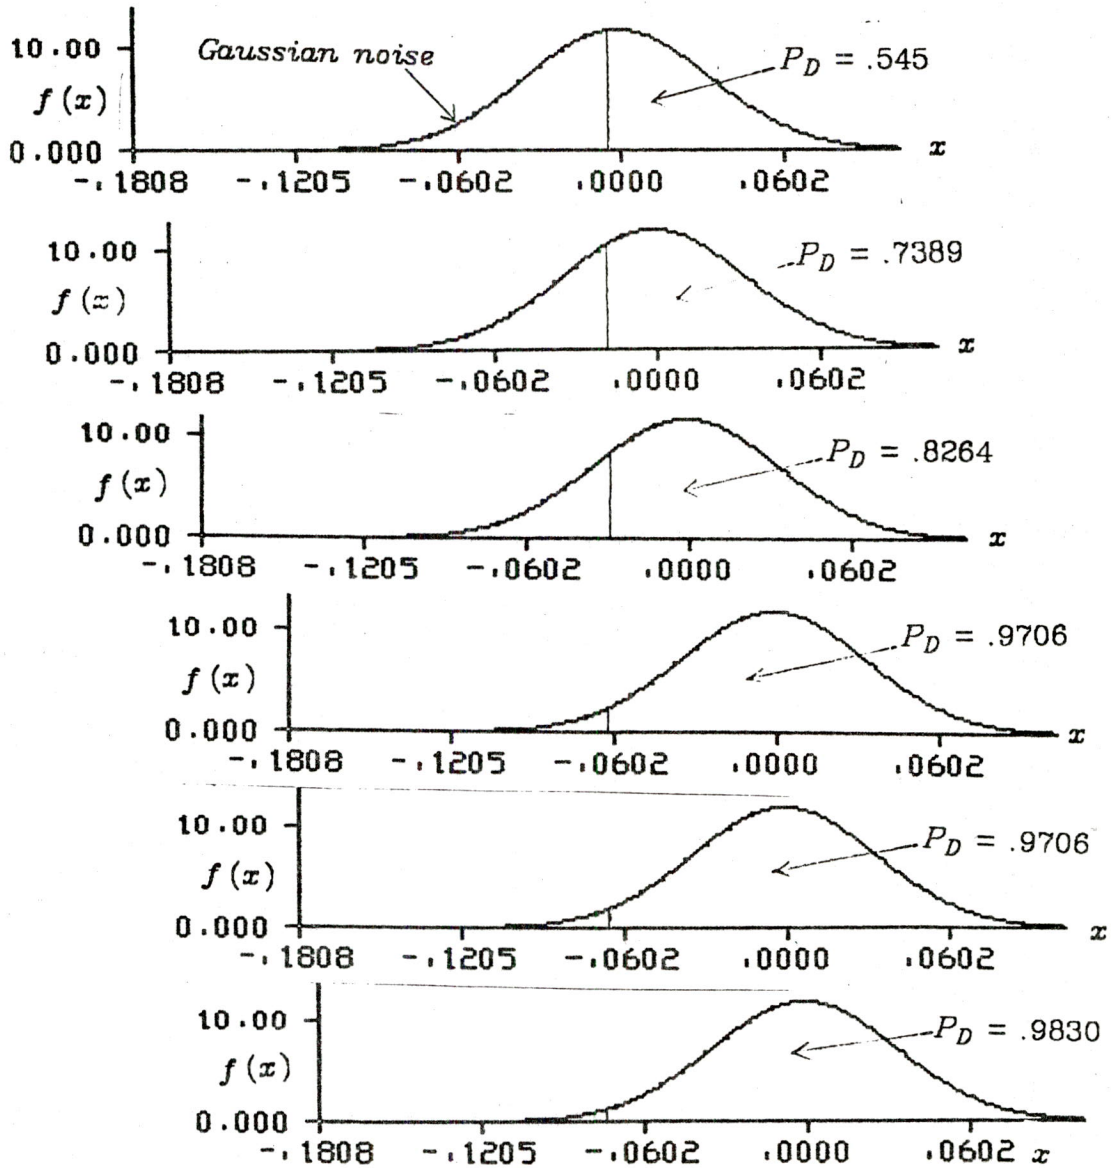 10.00
Gaussian noise
P_D = .545
f(x)
0.000
x
-.1808 -.1205 -.0602 .0000 .0602
10.00
P_D = .7389
f(x)
0.000
x
-.1808 -.1205 -.0602 .0000 .0602
10.00
P_D = .8264
f(x)
0.000
x
-.1808 -.1205 -.0602 .0000 .0602
10.00
P_D = .9706
f(x)
0.000
x
-.1808 -.1205 -.0602 .0000 .0602
10.00
P_D = .9706
f(x)
0.000
x
-.1808 -.1205 -.0602 .0000 .0602
10.00
P_D = .9830
f(x)
0.000
-.1808 -.1205 -.0602 .0000 .0602 x